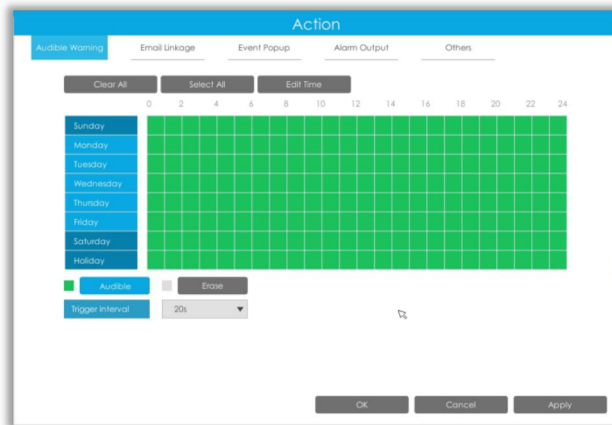 Action
Audible Warning Email Linkage Event Popup Alarm Output Others
Clear All Select All Edit Time
0 2 4 6 8 10 12 14 16 18 20 22 24
Sunday
Monday
Tuesday
Wednesday
Thursday
Friday
Saturday
Holiday
Audible Erase
Trigger Interval 20s
OK Cancel Apply